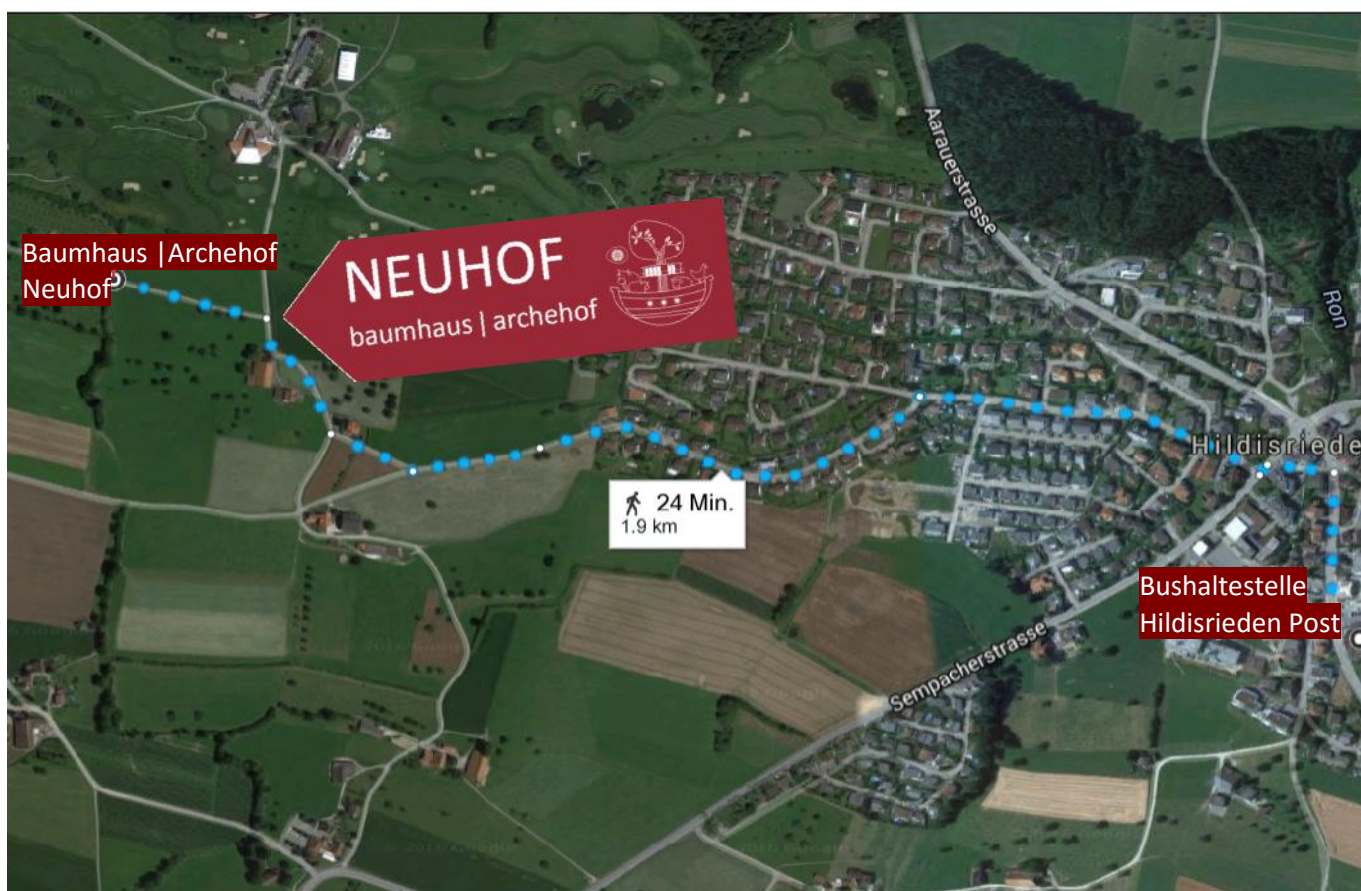 Aarauerstrasse
Baumhaus |Archehof
Neuhof
NEUHOF
baumhaus | archehof
Ron
Hildisriede
24 Min.
1.9 km
Bushaltestelle
Hildisrieden Post
Sempacherstrasse